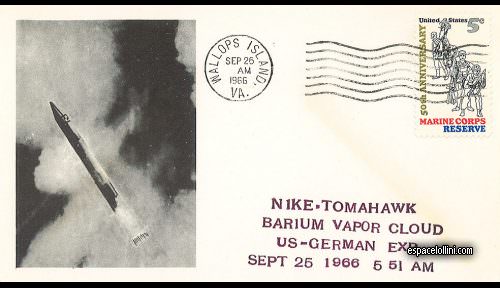 WALLOPS ISLAND,
SEP 26
AM
1966
VA.
United States 5c
50th ANNIVERSARY
MARINE CORPS
RESERVE
NIKE-TOMAHAWK
BARIUM VAPOR CLOUD
US-GERMAN EXP
espacelollini.com
SEPT 25 1966 5 51 AM